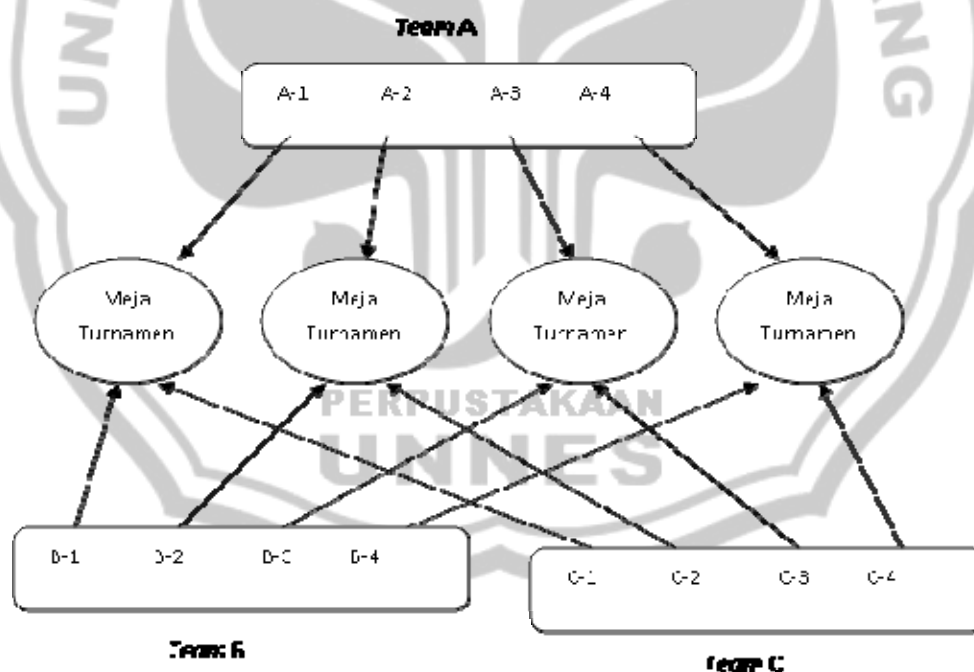 Team A
A-1 A-2 A-3 A-4
Meja Turnamen
Meja Turnamen
Meja Turnamen
Meja Turnamen
PERPUSTAKAAN
UNNES
B-1 B-2 B-3 B-4
C-1 C-2 C-3 C-4
Team B
Team C